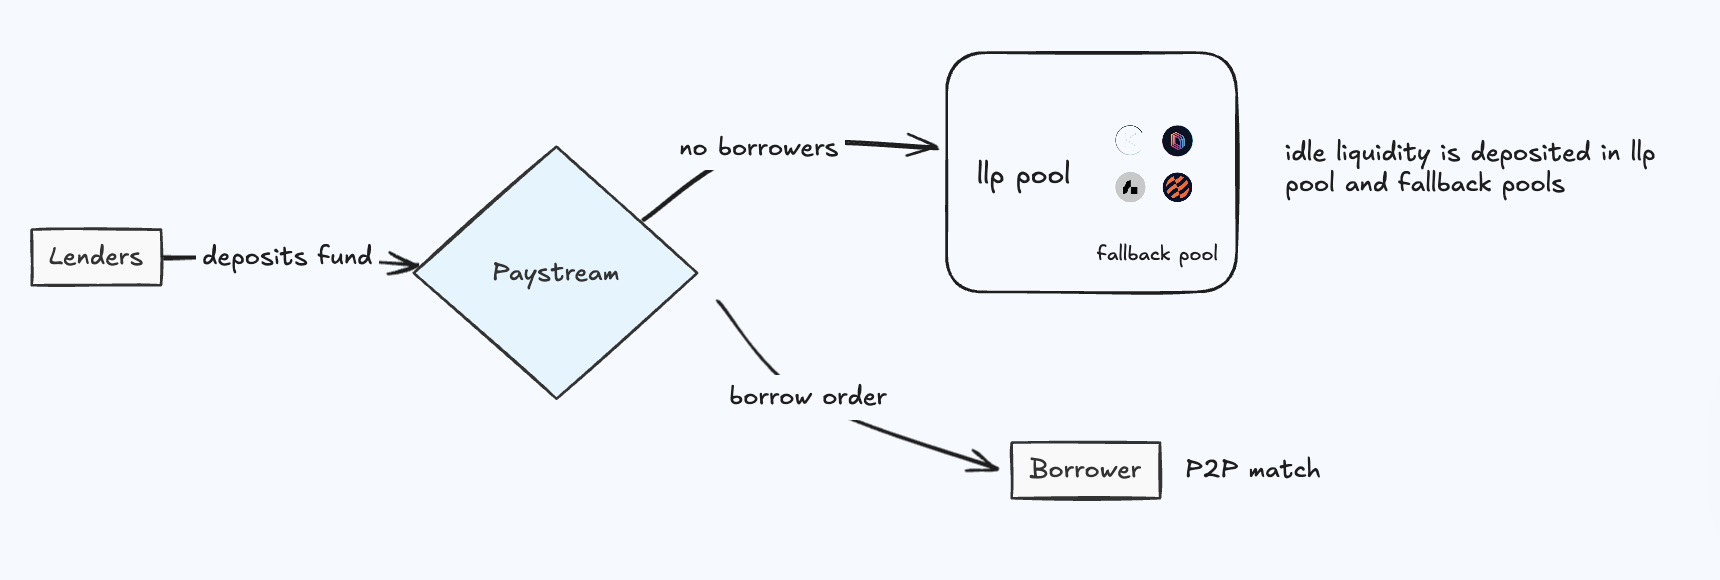 Lenders
deposits fund
Paystream
no borrowers
llp pool
fallback pool
idle liquidity is deposited in llp
pool and fallback pools
borrow order
Borrower
P2P match